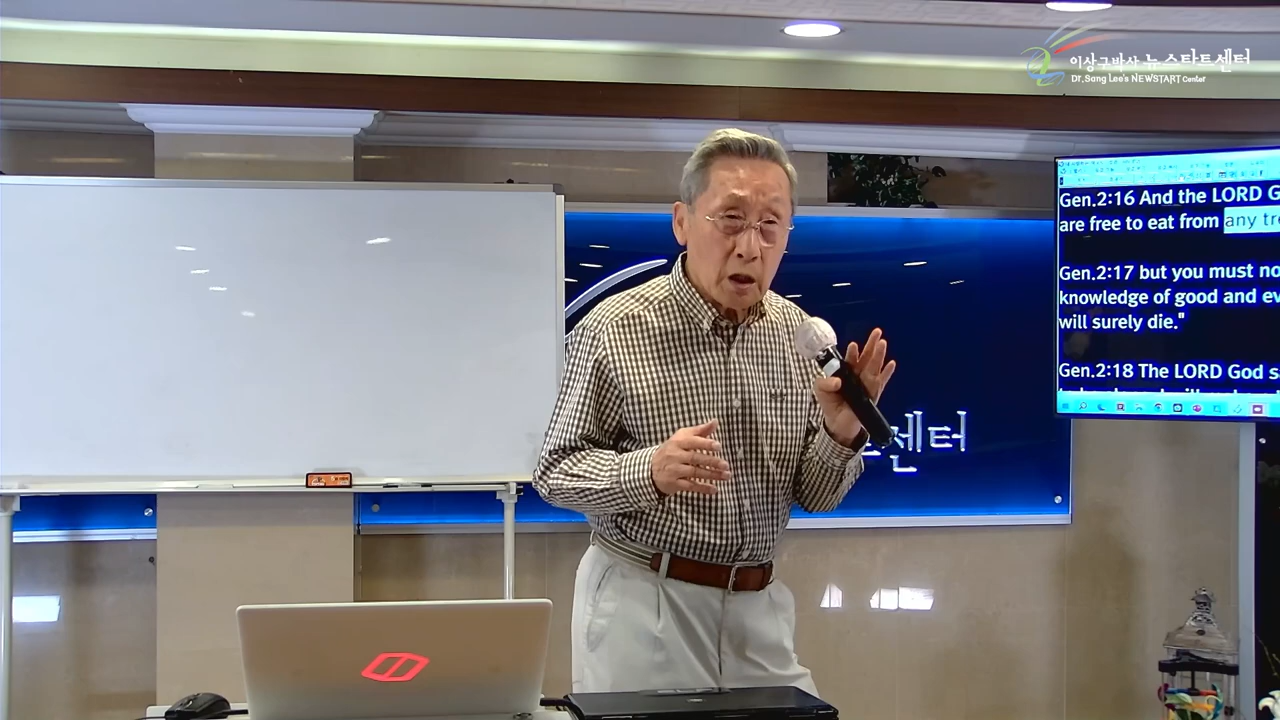 이상구박사 뉴스타트센터
Dr. Sang Lee's NEWSTART Center
Gen.2:16 And the LORD G
are free to eat from any tre
Gen.2:17 but you must no
knowledge of good and ev
will surely die."
Gen.2:18 The LORD God sa
센터